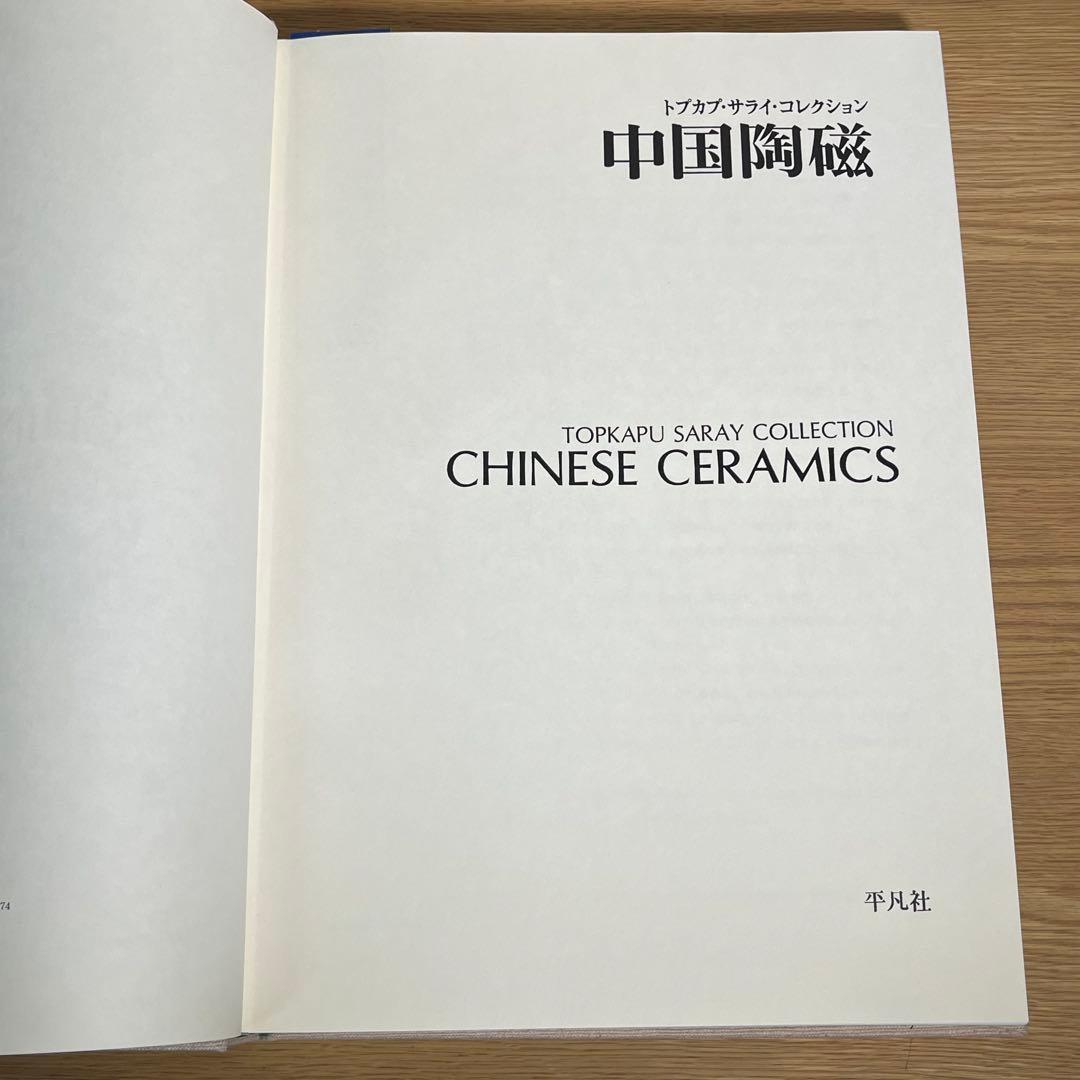 トプカプ・サライ・コレクション
中国陶磁
TOPKAPU SARAY COLLECTION
CHINESE CERAMICS
平凡社
74